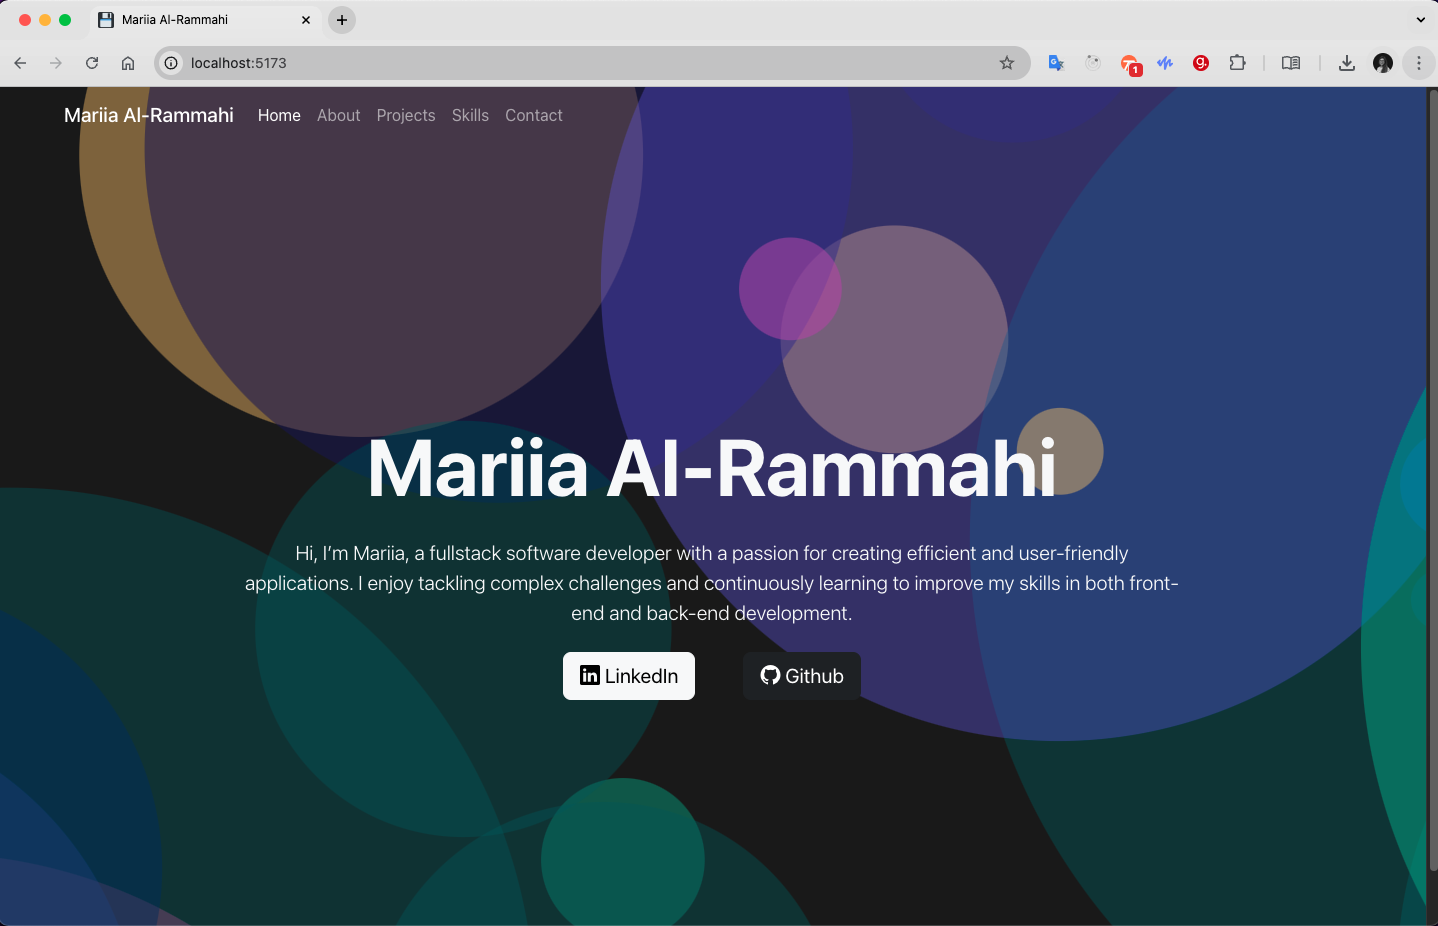 Mariia Al-Rammahi
localhost:5173
1
Mariia Al-Rammahi Home About Projects Skills Contact
Mariia Al-Rammahi
Hi, I’m Mariia, a fullstack software developer with a passion for creating efficient and user-friendly
applications. I enjoy tackling complex challenges and continuously learning to improve my skills in both front-
end and back-end development.
LinkedIn Github